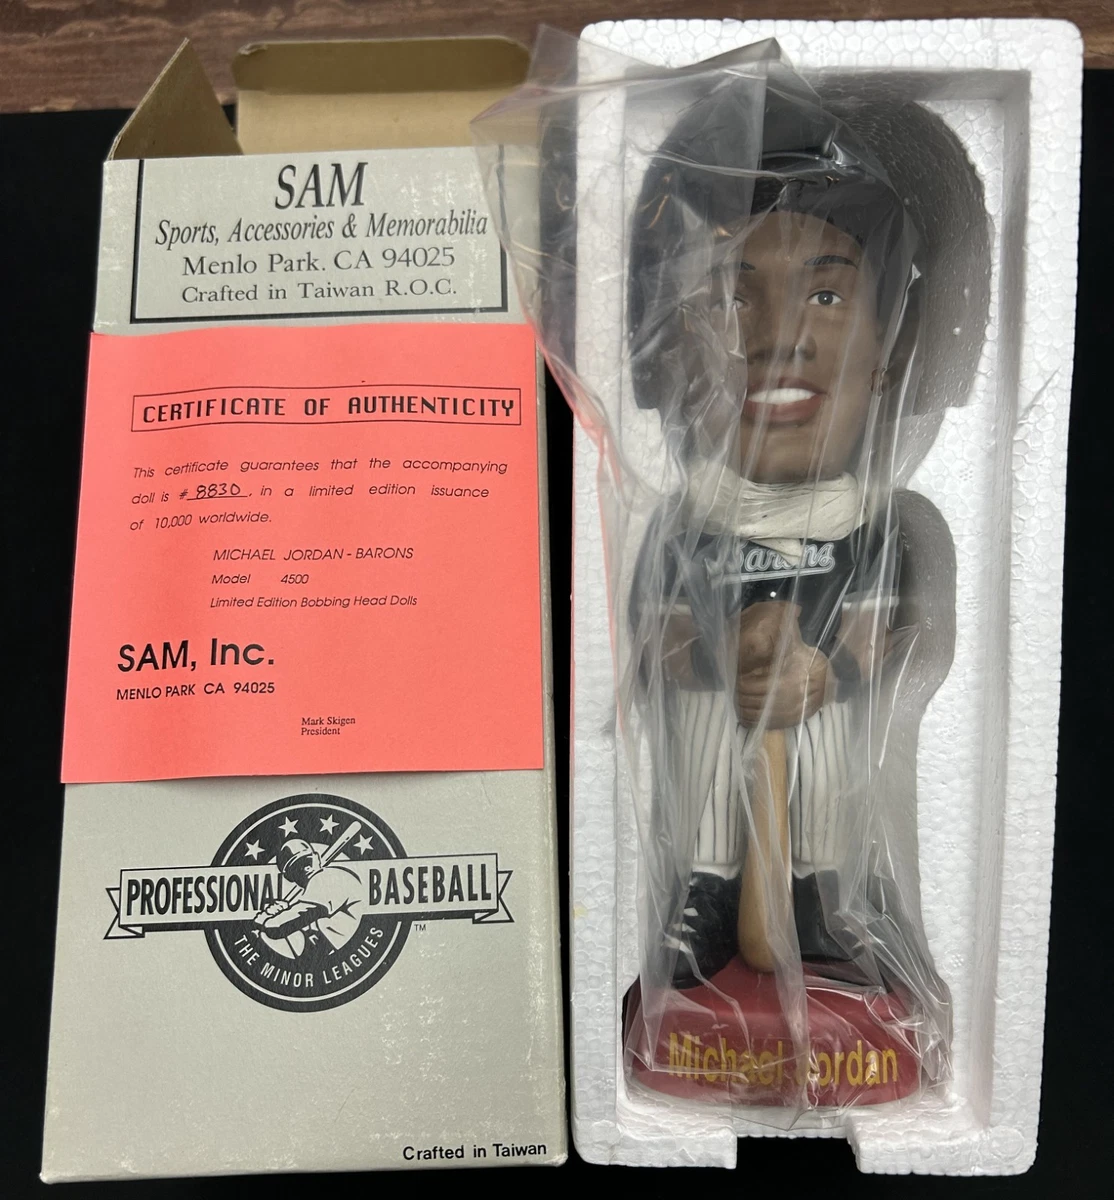 SAM
Sports, Accessories & Memorabilia
Menlo Park. CA 94025
Crafted in Taiwan R.O.C.
CERTIFICATE OF AUTHENTICITY
This certificate guarantees that the accompanying
doll is # 8830, in a limited edition issuance
of 10,000 worldwide.
MICHAEL JORDAN - BARONS
Model 4500
Limited Edition Bobbing Head Dolls
SAM, Inc.
MENLO PARK CA 94025
Mark Skigen
President
PROFESSIONAL BASEBALL
TM
THE MINOR LEAGUES
Crafted in Taiwan
Barons
Michael Jordan